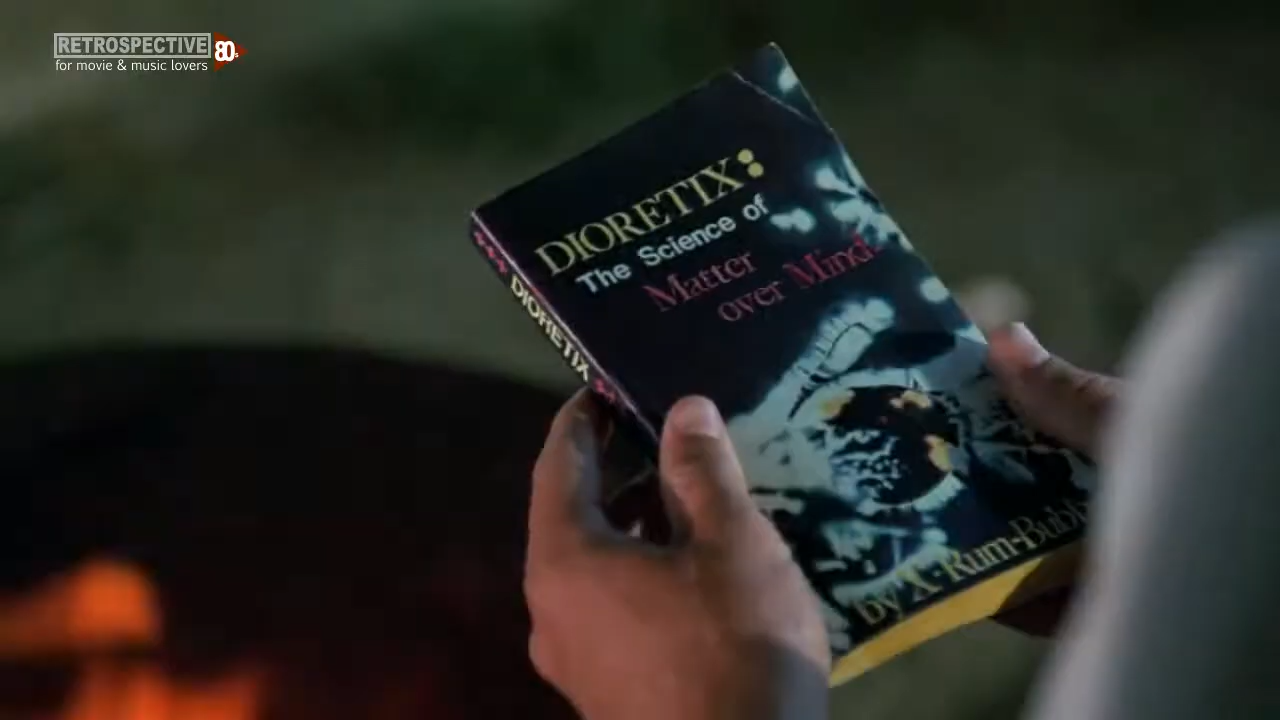 RETROSPECTIVE 80s
for movie & music lovers
DIORETIX:
The Science of
Matter
over Mind
DIORETIX
by X. Rum-Bubb